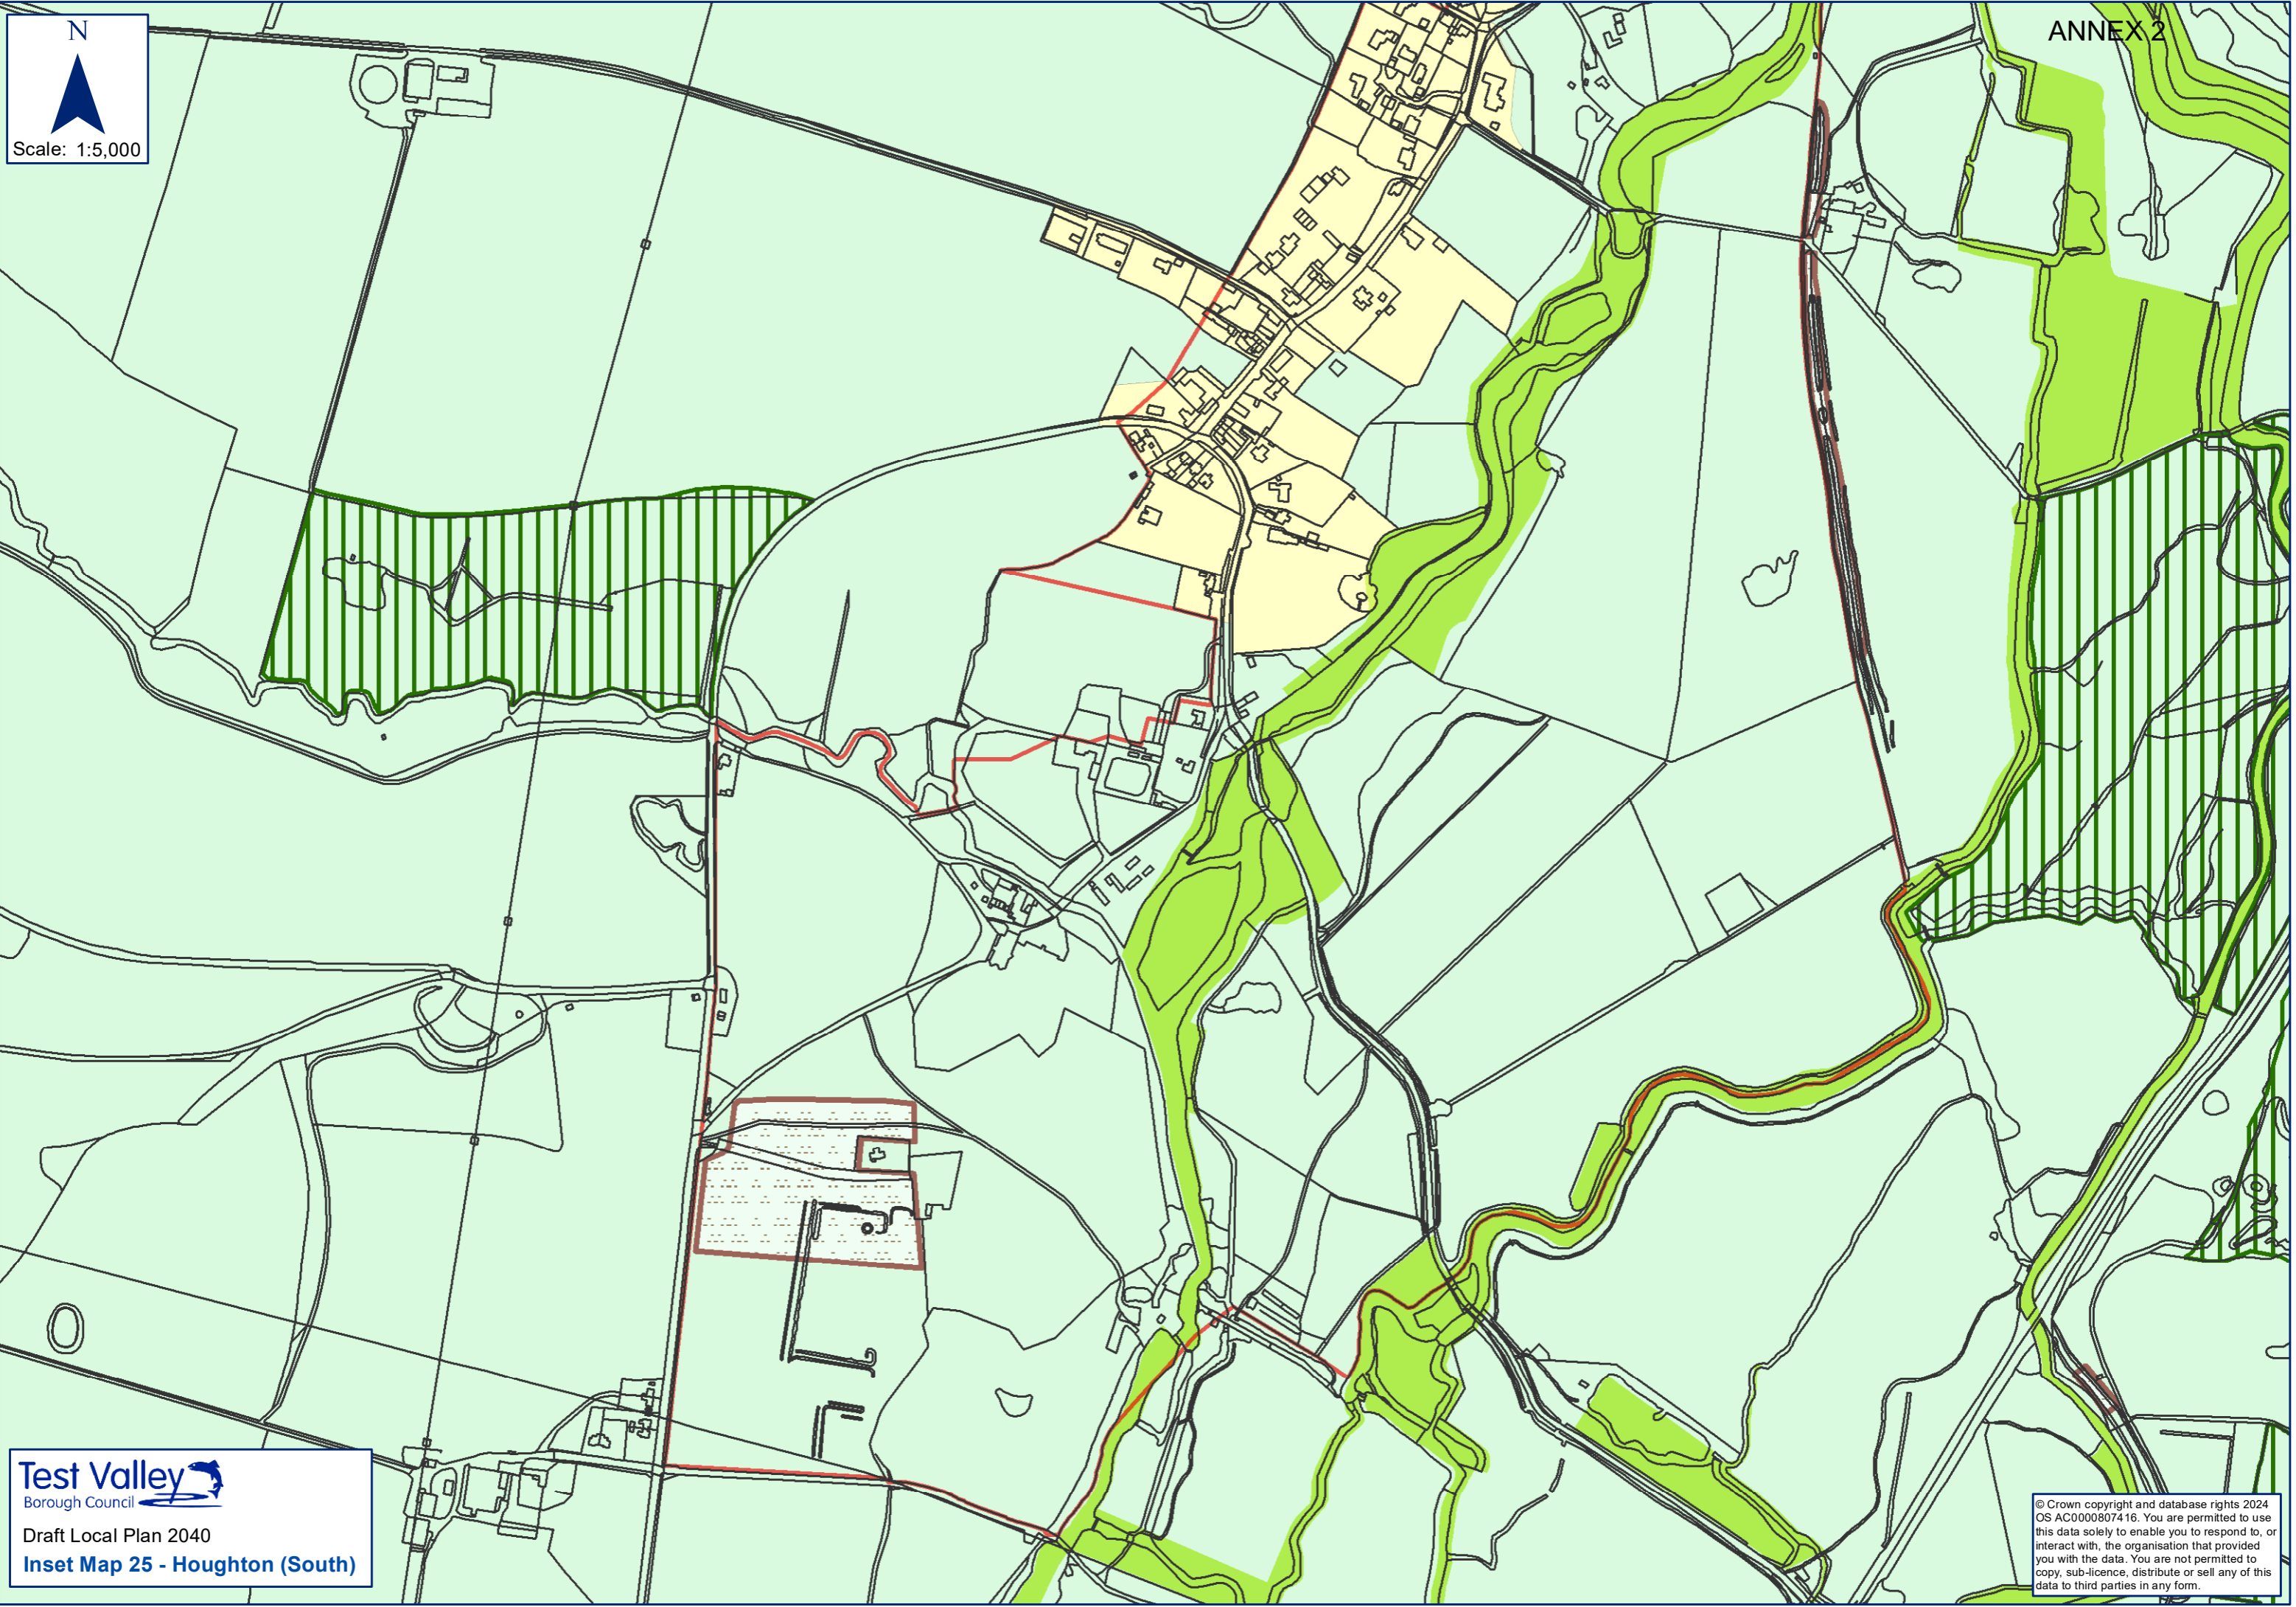 ANNEX 2
N
Scale: 1:5,000
Test Valley
Borough Council
Draft Local Plan 2040
Inset Map 25 - Houghton (South)
© Crown copyright and database rights 2024
OS AC0000807416. You are permitted to use
this data solely to enable you to respond to, or
interact with, the organisation that provided
you with the data. You are not permitted to
copy, sub-licence, distribute or sell any of this
data to third parties in any form.